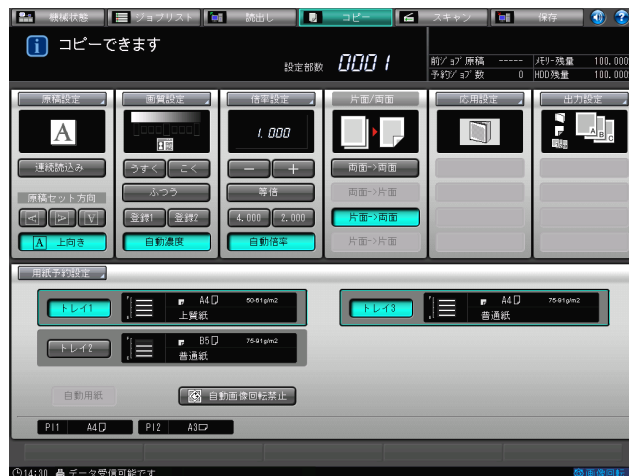 機械状態 ジョブリスト 読出し コピー スキャン 保存
コピーできます
設定部数 0001
前ジョブ原稿 ----- メモリー残量 100.000
予約ジョブ数 0 HDD残量 100.000
原稿設定 画質設定 倍率設定 片面/両面 応用設定 出力設定
A 1.000 A B C
連続読込み うすく こく − + 両面->両面
原稿セット方向 ふつう 等倍 両面->片面
A A A 登録1 登録2 4.000 2.000 片面->両面
A 上向き 自動濃度 自動倍率 片面->片面
用紙予約設定
トレイ1 A4 50-61g/m2 トレイ3 A4 75-91g/m2
上質紙 普通紙
トレイ2 B5 75-91g/m2
普通紙
自動用紙 自動画像回転禁止
PI1 A4 PI2 A3
14:30 データ受信可能です 画像回転